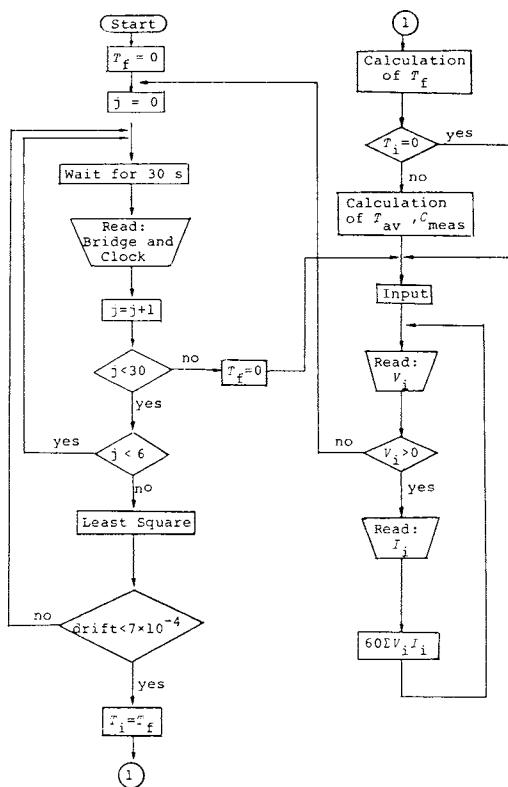 Start
T_f = 0
j = 0
Wait for 30 s
Read:
Bridge and
Clock
j=j+1
j<30
no
T_f=0
yes
yes
j < 6
no
Least Square
no
drift<7×10⁻⁴
yes
T_i=T_f
1
1
Calculation
of T_f
T_i=0
yes
no
Calculation
of T_av ,C_meas
Input
Read:
V_i
no
V_i>0
yes
Read:
I_i
60ΣV_iI_i